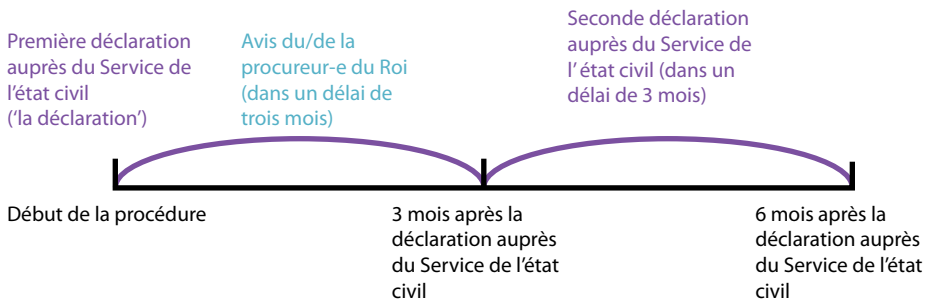 Première déclaration
auprès du Service de
l'état civil
('la déclaration')
Avis du/de la
procureur-e du Roi
(dans un délai de
trois mois)
Seconde déclaration
auprès du Service de
l'état civil (dans un
délai de 3 mois)
Début de la procédure
3 mois après la
déclaration auprès
du Service de l'état
civil
6 mois après la
déclaration auprès
du Service de l'état
civil